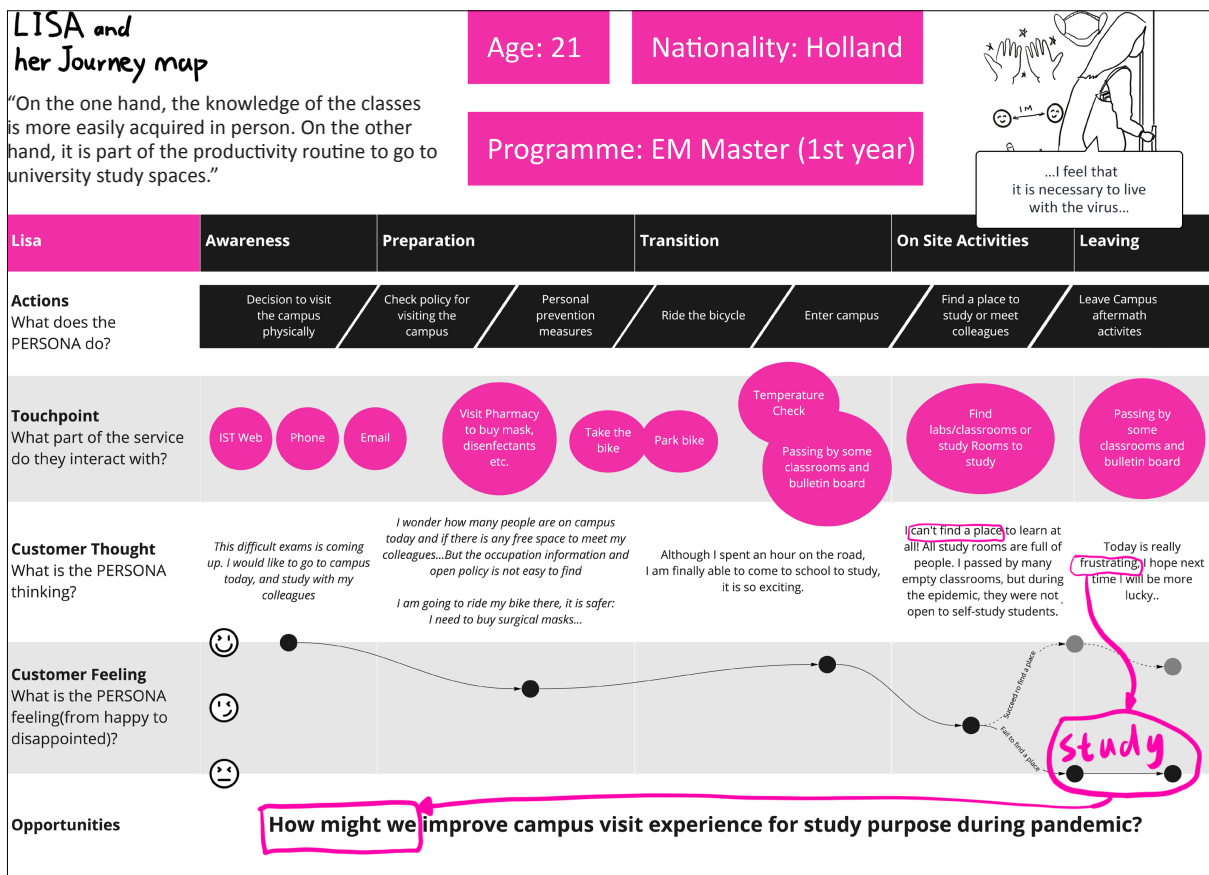 LISA and
her Journey map
“On the one hand, the knowledge of the classes
is more easily acquired in person. On the other
hand, it is part of the productivity routine to go to
university study spaces.”
Age: 21
Nationality: Holland
Programme: EM Master (1st year)
1M
...I feel that
it is necessary to live
with the virus...
Lisa
Awareness
Preparation
Transition
On Site Activities
Leaving
Actions
What does the
PERSONA do?
Decision to visit
the campus
physically
Check policy for
visiting the
campus
Personal
prevention
measures
Ride the bicycle
Enter campus
Find a place to
study or meet
colleagues
Leave Campus
aftermath
activites
Touchpoint
What part of the service
do they interact with?
IST Web
Phone
Email
Visit Pharmacy
to buy mask,
disenfectants
etc.
Take the
bike
Park bike
Temperature
Check
Passing by some
classrooms and
bulletin board
Find
labs/classrooms or
study Rooms to
study
Passing by
some
classrooms and
bulletin board
Customer Thought
What is the PERSONA
thinking?
This difficult exams is coming
up. I would like to go to campus
today, and study with my
colleagues
I wonder how many people are on campus
today and if there is any free space to meet my
colleagues...But the occupation information and
open policy is not easy to find
I am going to ride my bike there, it is safer:
I need to buy surgical masks...
Although I spent an hour on the road,
I am finally able to come to school to study,
it is so exciting.
I can't find a place to learn at
all! All study rooms are full of
people. I passed by many
empty classrooms, but during
the epidemic, they were not
open to self-study students.
Today is really
frustrating, I hope next
time I will be more
lucky..
Customer Feeling
What is the PERSONA
feeling(from happy to
disappointed)?
Succeed ro find a place
Fail to find a place
study
Opportunities
How might we improve campus visit experience for study purpose during pandemic?